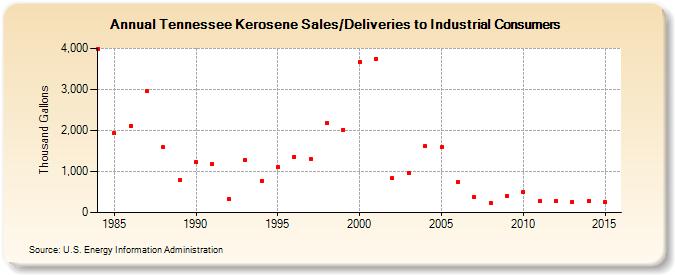 Annual Tennessee Kerosene Sales/Deliveries to Industrial Consumers
Thousand Gallons
4,000
3,000
2,000
1,000
0
1985 1990 1995 2000 2005 2010 2015
Source: U.S. Energy Information Administration